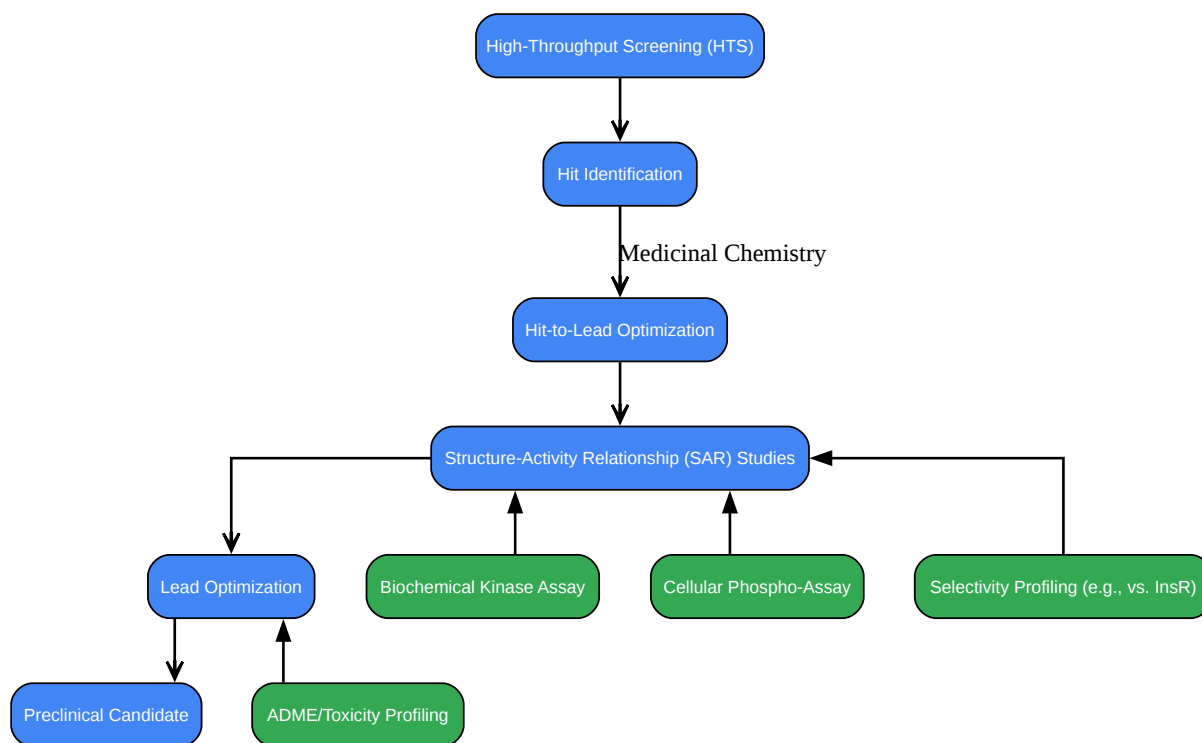 High-Throughput Screening (HTS)
Hit Identification
Medicinal Chemistry
Hit-to-Lead Optimization
Structure-Activity Relationship (SAR) Studies
Lead Optimization
Biochemical Kinase Assay
Cellular Phospho-Assay
Selectivity Profiling (e.g., vs. InsR)
Preclinical Candidate
ADME/Toxicity Profiling